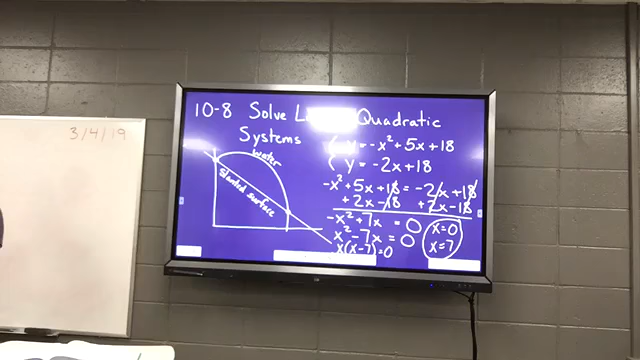 3/4/19
10-8 Solve Quadratic
Systems
y = -x² + 5x + 18
y = -2x + 18
water
slanted surface
-x² + 5x + 18 = -2x + 18
+ 2x - 18 + 2x - 18
-x² + 7x = 0
x² - 7x = 0
x(x-7) = 0
x=0
x=7